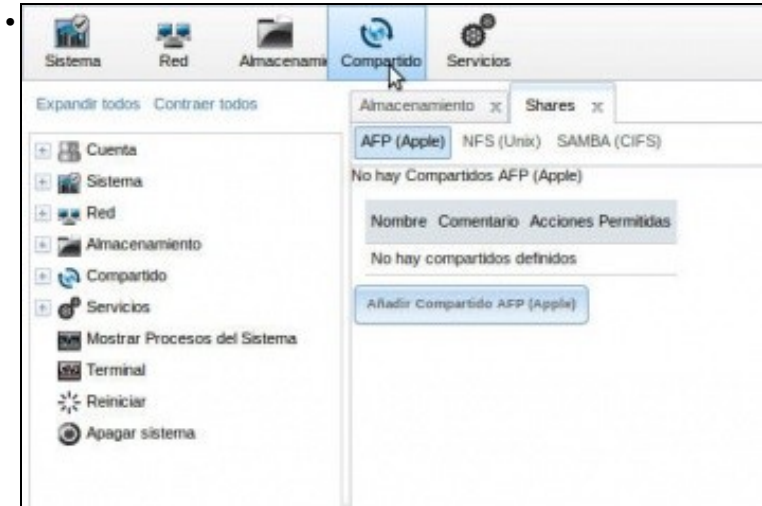 Sistema Red Almacenami Compartido Servicios
Expandir todos Contraer todos
Almacenamiento x Shares x
AFP (Apple) NFS (Unix) SAMBA (CIFS)
No hay Compartidos AFP (Apple)
Nombre Comentario Acciones Permitidas
No hay compartidos definidos
Añadir Compartido AFP (Apple)
Cuenta
Sistema
Red
Almacenamiento
Compartido
Servicios
Mostrar Procesos del Sistema
Terminal
Reiniciar
Apagar sistema